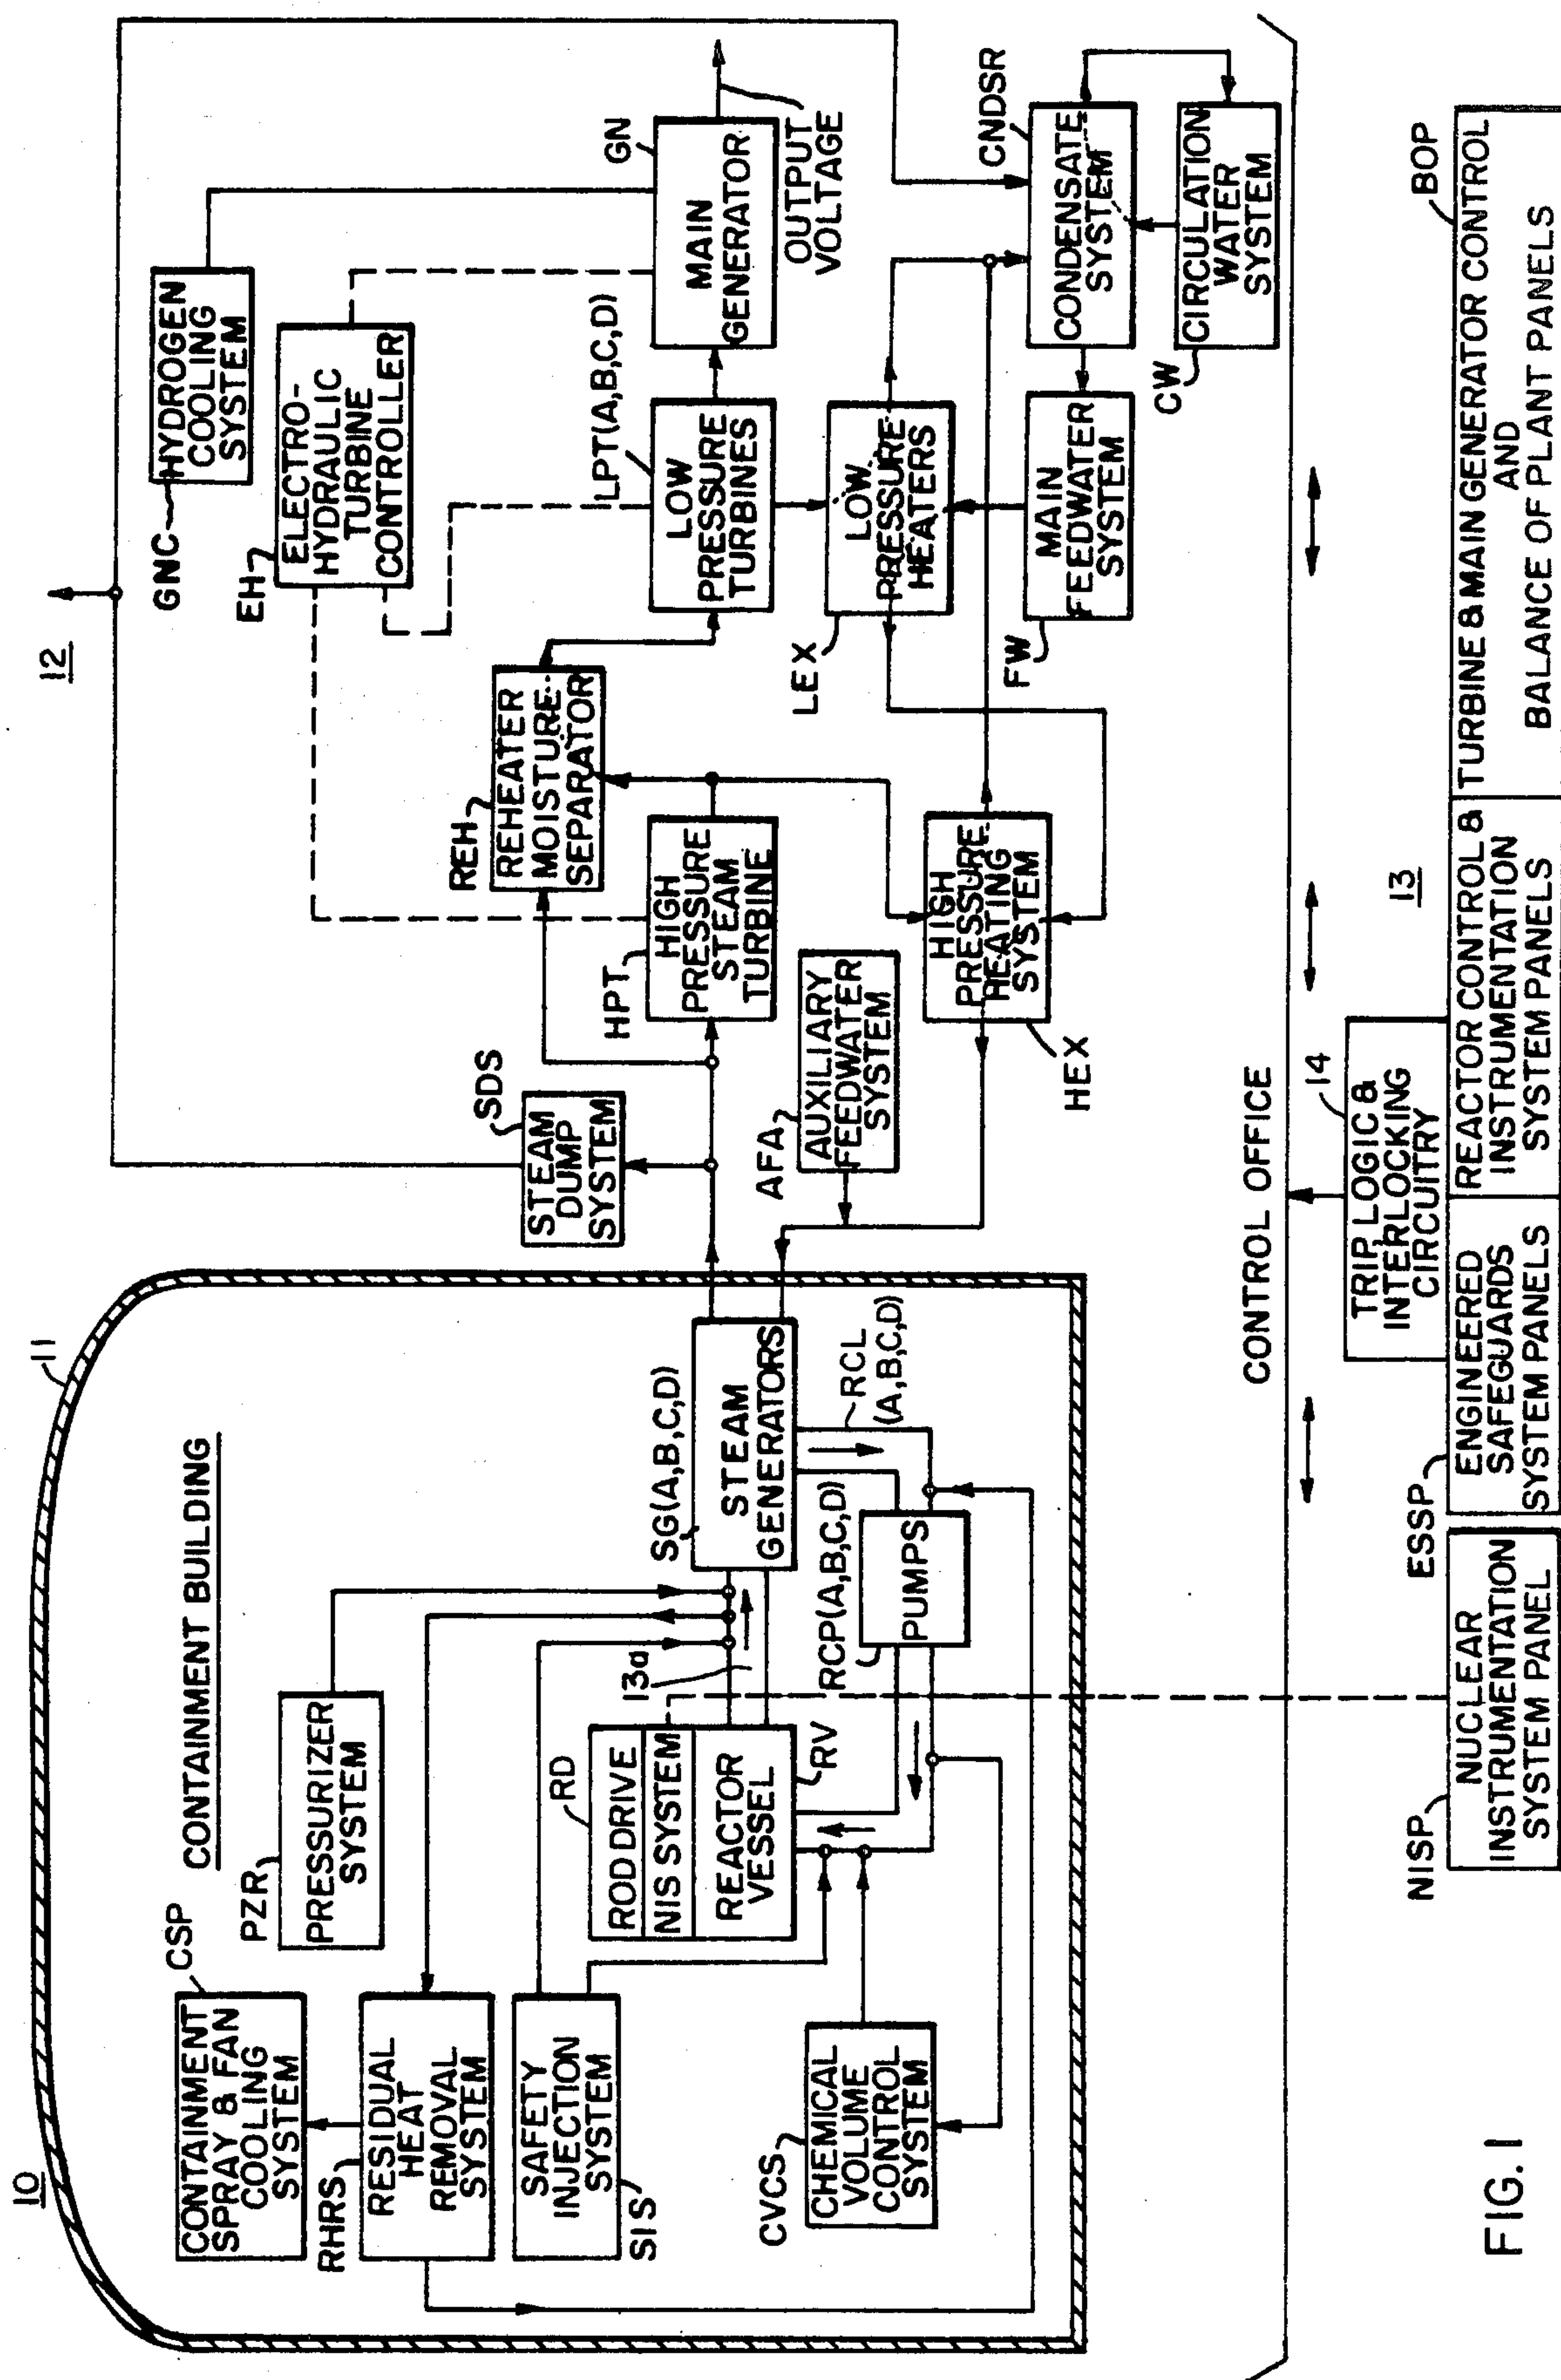 10
11
CONTAINMENT BUILDING
CSP
CONTAINMENT
SPRAY & FAN
COOLING
SYSTEM
PZR
PRESSURIZER
SYSTEM
RHRS
RESIDUAL
HEAT
REMOVAL
SYSTEM
SAFETY
INJECTION
SYSTEM
SIS
RD
ROD DRIVE
NIS SYSTEM
REACTOR
VESSEL
RV
13a
SG(A,B,C,D)
STEAM
GENERATORS
RCL
(A,B,C,D)
RCP(A,B,C,D)
PUMPS
CVCS
CHEMICAL
VOLUME
CONTROL
SYSTEM
12
GNC
HYDROGEN
COOLING
SYSTEM
EH
ELECTRO-
HYDRAULIC
TURBINE
CONTROLLER
SDS
STEAM
DUMP
SYSTEM
REH
REHEATER
MOISTURE
SEPARATOR
HPT
HIGH
PRESSURE
STEAM
TURBINE
LPT(A,B,C,D)
LOW
PRESSURE
TURBINES
GN
MAIN
GENERATOR
OUTPUT
VOLTAGE
AFA
AUXILIARY
FEEDWATER
SYSTEM
HIGH
PRESSURE
HEATING
SYSTEM
HEX
LEX
LOW
PRESSURE
HEATERS
FW
MAIN
FEEDWATER
SYSTEM
CNDSR
CONDENSATE
SYSTEM
CW
CIRCULATION
WATER
SYSTEM
CONTROL OFFICE
14
TRIP LOGIC &
INTERLOCKING
CIRCUITRY
13
NISP
NUCLEAR
INSTRUMENTATION
SYSTEM PANEL
ESSP
ENGINEERED
SAFEGUARDS
SYSTEM PANELS
REACTOR CONTROL &
INSTRUMENTATION
SYSTEM PANELS
BOP
TURBINE & MAIN GENERATOR CONTROL
AND
BALANCE OF PLANT PANELS
FIG. 1